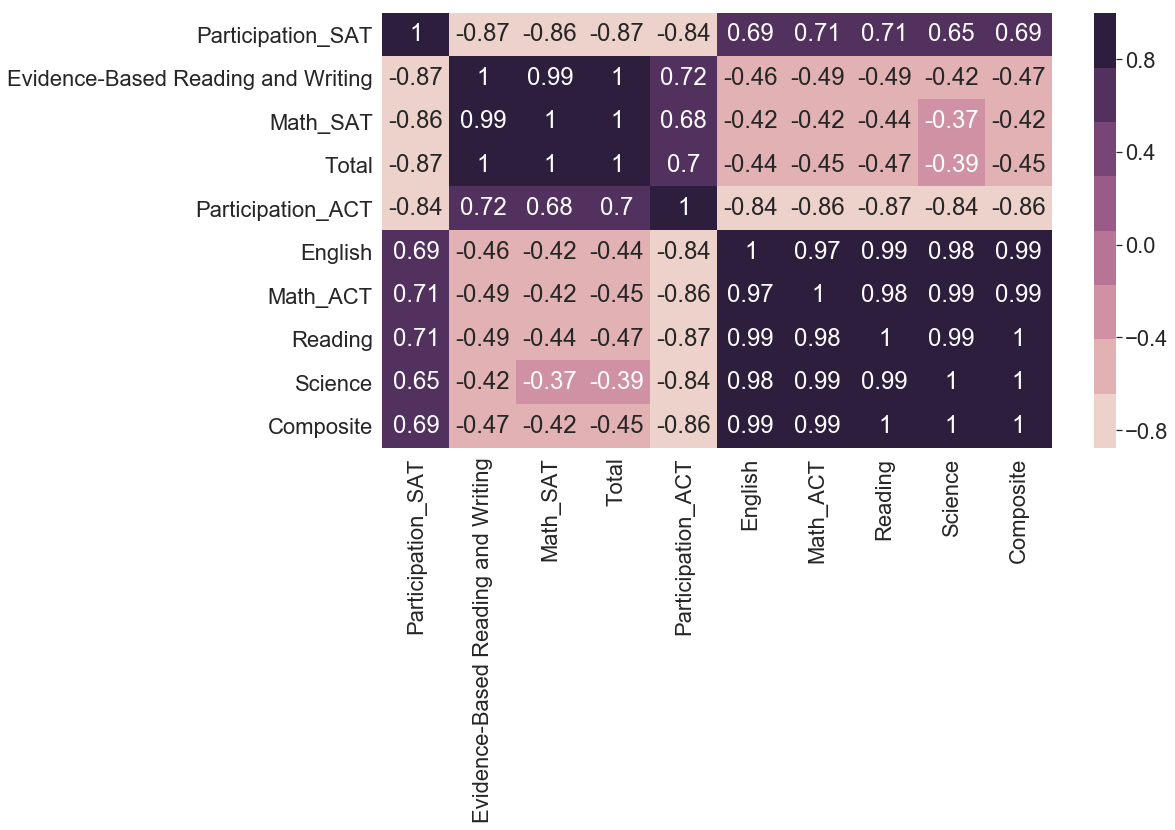 Participation_SAT 1 -0.87 -0.86 -0.87 -0.84 0.69 0.71 0.71 0.65 0.69
Evidence-Based Reading and Writing -0.87 1 0.99 1 0.72 -0.46 -0.49 -0.49 -0.42 -0.47
Math_SAT -0.86 0.99 1 1 0.68 -0.42 -0.42 -0.44 -0.37 -0.42
Total -0.87 1 1 1 0.7 -0.44 -0.45 -0.47 -0.39 -0.45
Participation_ACT -0.84 0.72 0.68 0.7 1 -0.84 -0.86 -0.87 -0.84 -0.86
English 0.69 -0.46 -0.42 -0.44 -0.84 1 0.97 0.99 0.98 0.99
Math_ACT 0.71 -0.49 -0.42 -0.45 -0.86 0.97 1 0.98 0.99 0.99
Reading 0.71 -0.49 -0.44 -0.47 -0.87 0.99 0.98 1 0.99 1
Science 0.65 -0.42 -0.37 -0.39 -0.84 0.98 0.99 0.99 1 1
Composite 0.69 -0.47 -0.42 -0.45 -0.86 0.99 0.99 1 1 1
Participation_SAT
Evidence-Based Reading and Writing
Math_SAT
Total
Participation_ACT
English
Math_ACT
Reading
Science
Composite
0.8
0.4
0.0
−0.4
−0.8